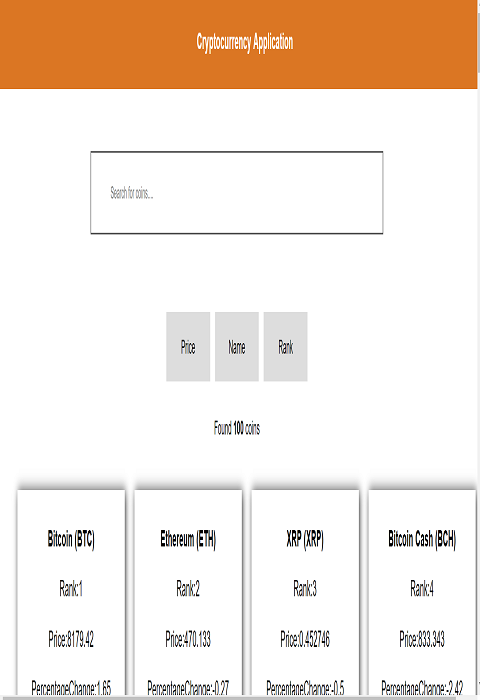 Cryptocurrency Application
Search for coins...
Price Name Rank
Found 100 coins
Bitcoin (BTC) Ethereum (ETH) XRP (XRP) Bitcoin Cash (BCH)
Rank:1 Rank:2 Rank:3 Rank:4
Price:8179.42 Price:470.133 Price:0.452746 Price:833.343
PercentageChange:1.65 PercentageChange:-0.27 PercentageChange:-0.5 PercentageChange:-2.42